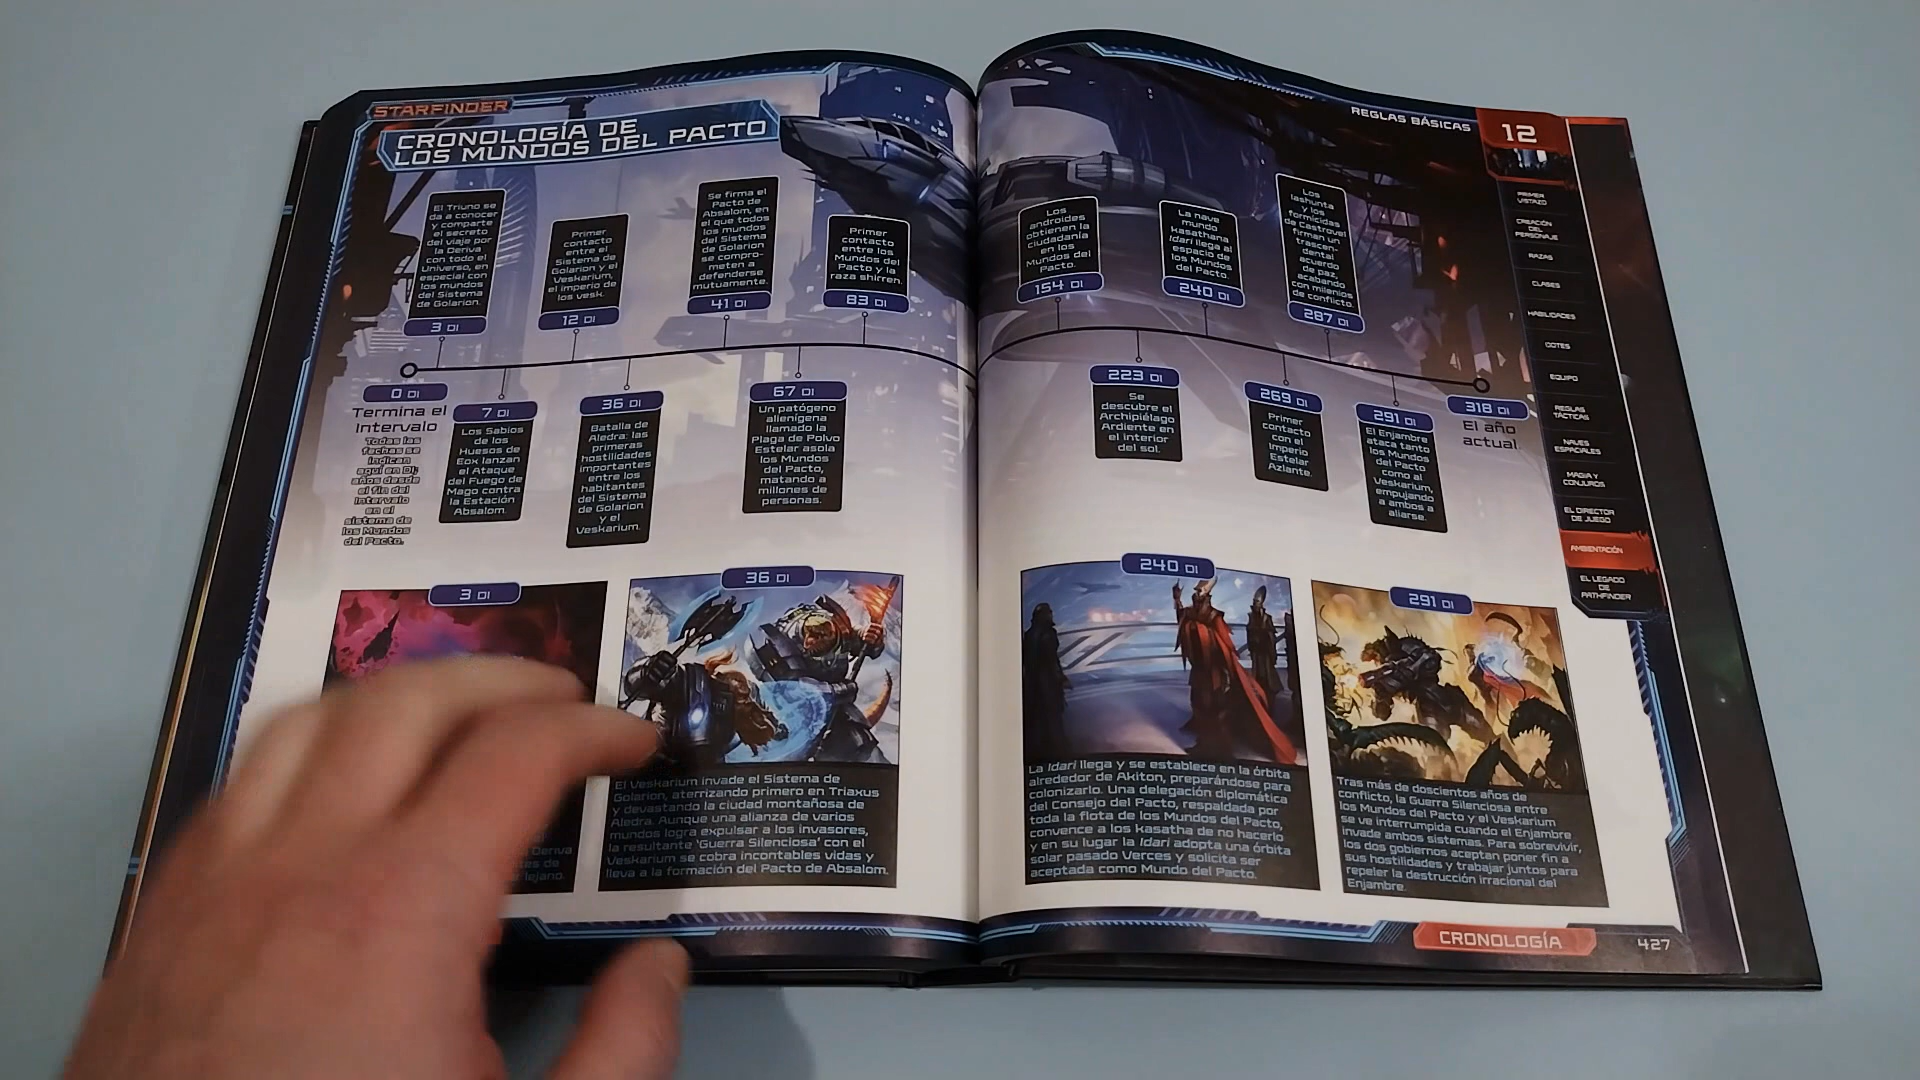 STARFINDER
CRONOLOGÍA DE
LOS MUNDOS DEL PACTO
El Triuno se
da a conocer
y comparte
el secreto
del viaje por
la Deriva
con todo el
Universo, en
especial con
los mundos
del Sistema
de Golarion.
3 DI
Primer
contacto
entre el
Sistema de
Golarion y el
Veskarium,
el imperio de
los vesk.
12 DI
Se firma el
Pacto de
Absalom, en
el que todos
los mundos
del Sistema
de Golarion
se compro-
meten a
defenderse
mutuamente.
41 DI
Primer
contacto
entre los
Mundos del
Pacto y la
raza shirren.
83 DI
0 DI
Termina el
Intervalo
Todas las
fechas se
indican
aquí en DI;
años desde
el fin del
Intervalo
en el
sistema de
los Mundos
del Pacto.
7 DI
Los Sabios
de los
Huesos de
Eox lanzan
el Ataque
del Fuego de
Mago contra
la Estación
Absalom.
36 DI
Batalla de
Aledra: las
primeras
hostilidades
importantes
entre los
habitantes
del Sistema
de Golarion
y el
Veskarium.
67 DI
Un patógeno
alienígena
llamado la
Plaga de Polvo
Estelar asola
los Mundos
del Pacto,
matando a
millones de
personas.
3 DI
Deriva
tes de
r lejano.
36 DI
El Veskarium invade el Sistema de
Golarion, aterrizando primero en Triaxus
y devastando la ciudad montañosa de
Aledra. Aunque una alianza de varios
mundos logra expulsar a los invasores,
la resultante 'Guerra Silenciosa' con el
Veskarium se cobra incontables vidas y
lleva a la formación del Pacto de Absalom.
REGLAS BÁSICAS
12
Los
androides
obtienen la
ciudadanía
en los
Mundos del
Pacto.
154 DI
La nave
mundo
kasathana
Idari llega al
espacio de
los Mundos
del Pacto.
240 DI
Los
lashunta
y los
formícidas
de Castrovel
firman un
trascen-
dental
acuerdo
de paz,
acabando
con milenios
de conflicto.
287 DI
223 DI
Se
descubre el
Archipiélago
Ardiente en
el interior
del sol.
269 DI
Primer
contacto
con el
Imperio
Estelar
Azlante.
291 DI
El Enjambre
ataca tanto
los Mundos
del Pacto
como al
Veskarium,
empujando
a ambos a
aliarse.
318 DI
El año
actual.
240 DI
La Idari llega y se establece en la órbita
alrededor de Akiton, preparándose para
colonizarlo. Una delegación diplomática
del Consejo del Pacto, respaldada por
toda la flota de los Mundos del Pacto,
convence a los kasatha de no hacerlo
y en su lugar la Idari adopta una órbita
solar pasado Verces y solicita ser
aceptada como Mundo del Pacto.
291 DI
Tras más de doscientos años de
conflicto, la Guerra Silenciosa entre
los Mundos del Pacto y el Veskarium
se ve interrumpida cuando el Enjambre
invade ambos sistemas. Para sobrevivir,
los dos gobiernos aceptan poner fin a
sus hostilidades y trabajar juntos para
repeler la destrucción irracional del
Enjambre.
PRIMER
VISTAZO
CREACIÓN
DEL
PERSONAJE
RAZAS
CLASES
HABILIDADES
DOTES
EQUIPO
REGLAS
TÁCTICAS
NAVES
ESPACIALES
MAGIA Y
CONJUROS
EL DIRECTOR
DE JUEGO
AMBIENTACIÓN
EL LEGADO
DE
PATHFINDER
CRONOLOGÍA
427